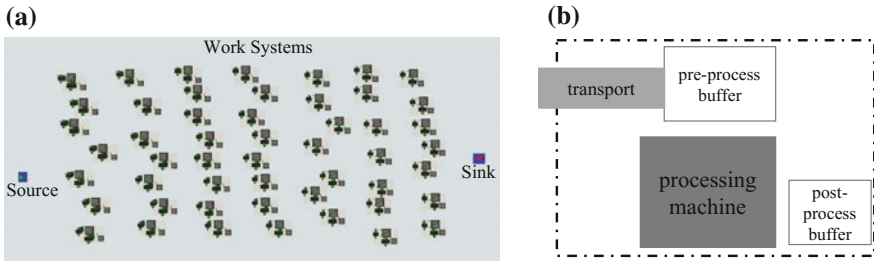 (a)
Work Systems
Source
Sink
(b)
transport
pre-process
buffer
processing
machine
post-
process
buffer